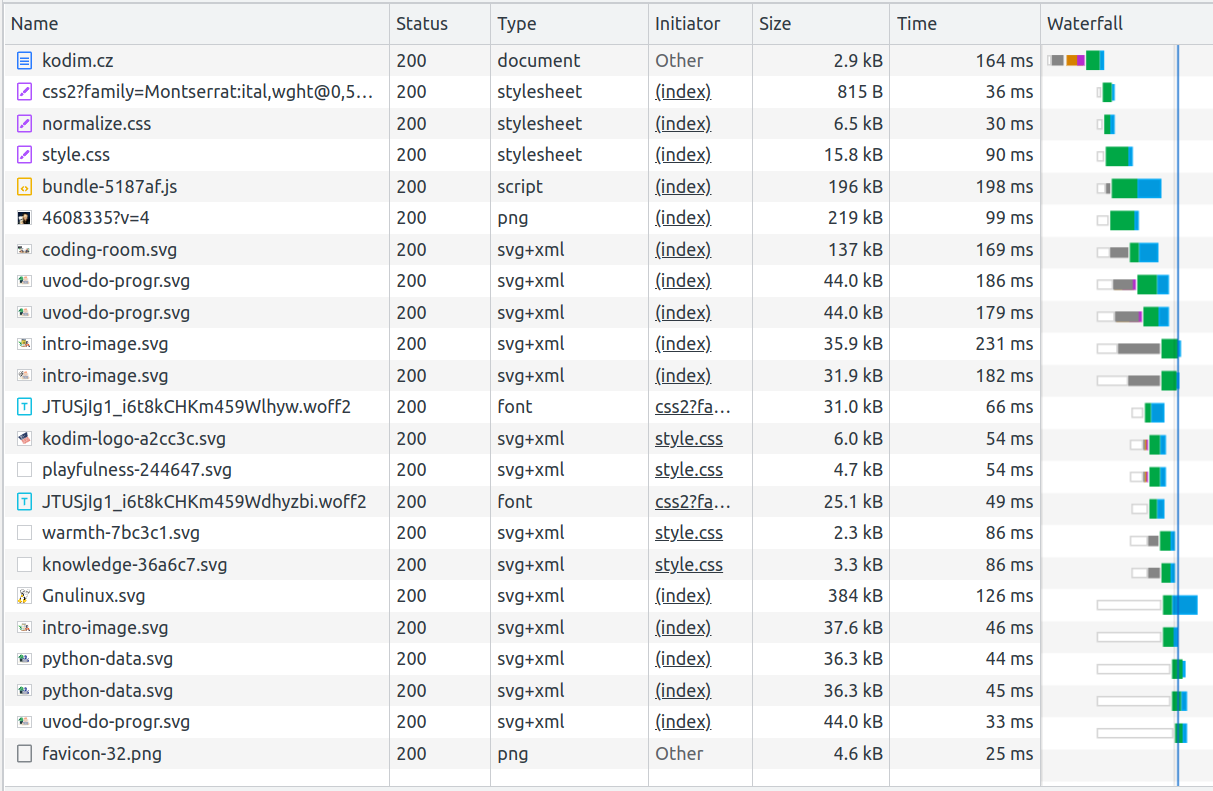 Name Status Type Initiator Size Time Waterfall
kodim.cz 200 document Other 2.9 kB 164 ms
css2?family=Montserrat:ital,wght@0,5... 200 stylesheet (index) 815 B 36 ms
normalize.css 200 stylesheet (index) 6.5 kB 30 ms
style.css 200 stylesheet (index) 15.8 kB 90 ms
bundle-5187af.js 200 script (index) 196 kB 198 ms
4608335?v=4 200 png (index) 219 kB 99 ms
coding-room.svg 200 svg+xml (index) 137 kB 169 ms
uvod-do-progr.svg 200 svg+xml (index) 44.0 kB 186 ms
uvod-do-progr.svg 200 svg+xml (index) 44.0 kB 179 ms
intro-image.svg 200 svg+xml (index) 35.9 kB 231 ms
intro-image.svg 200 svg+xml (index) 31.9 kB 182 ms
JTUSjIg1_i6t8kCHKm459Wlhyw.woff2 200 font css2?fa... 31.0 kB 66 ms
kodim-logo-a2cc3c.svg 200 svg+xml style.css 6.0 kB 54 ms
playfulness-244647.svg 200 svg+xml style.css 4.7 kB 54 ms
JTUSjIg1_i6t8kCHKm459Wdhyzbi.woff2 200 font css2?fa... 25.1 kB 49 ms
warmth-7bc3c1.svg 200 svg+xml style.css 2.3 kB 86 ms
knowledge-36a6c7.svg 200 svg+xml style.css 3.3 kB 86 ms
Gnulinux.svg 200 svg+xml (index) 384 kB 126 ms
intro-image.svg 200 svg+xml (index) 37.6 kB 46 ms
python-data.svg 200 svg+xml (index) 36.3 kB 44 ms
python-data.svg 200 svg+xml (index) 36.3 kB 45 ms
uvod-do-progr.svg 200 svg+xml (index) 44.0 kB 33 ms
favicon-32.png 200 png Other 4.6 kB 25 ms